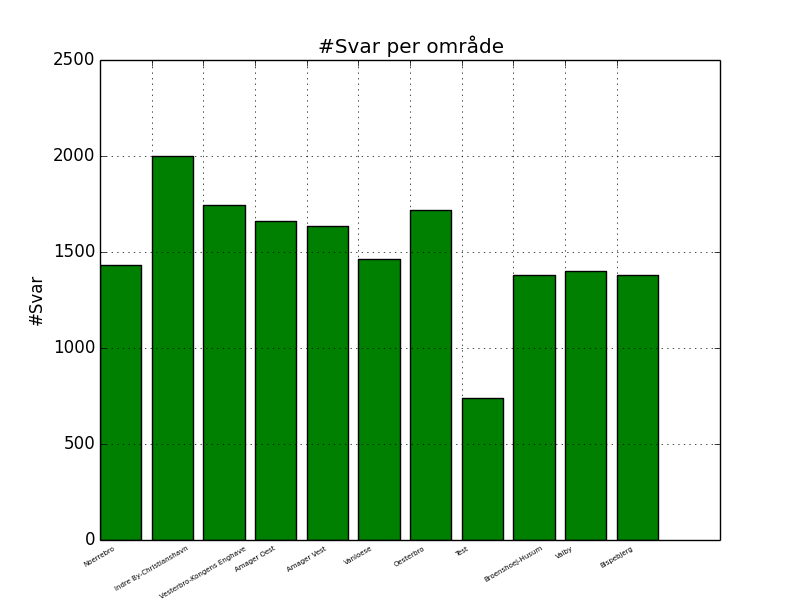 #Svar per område
2500
2000
1500
1000
500
0
#Svar
Noerrebro
Indre By-Christianshavn
Vesterbro-Kongens Enghave
Amager Oest
Amager Vest
Vanloese
Oesterbro
Test
Broenshoej-Husum
Valby
Bispebjerg